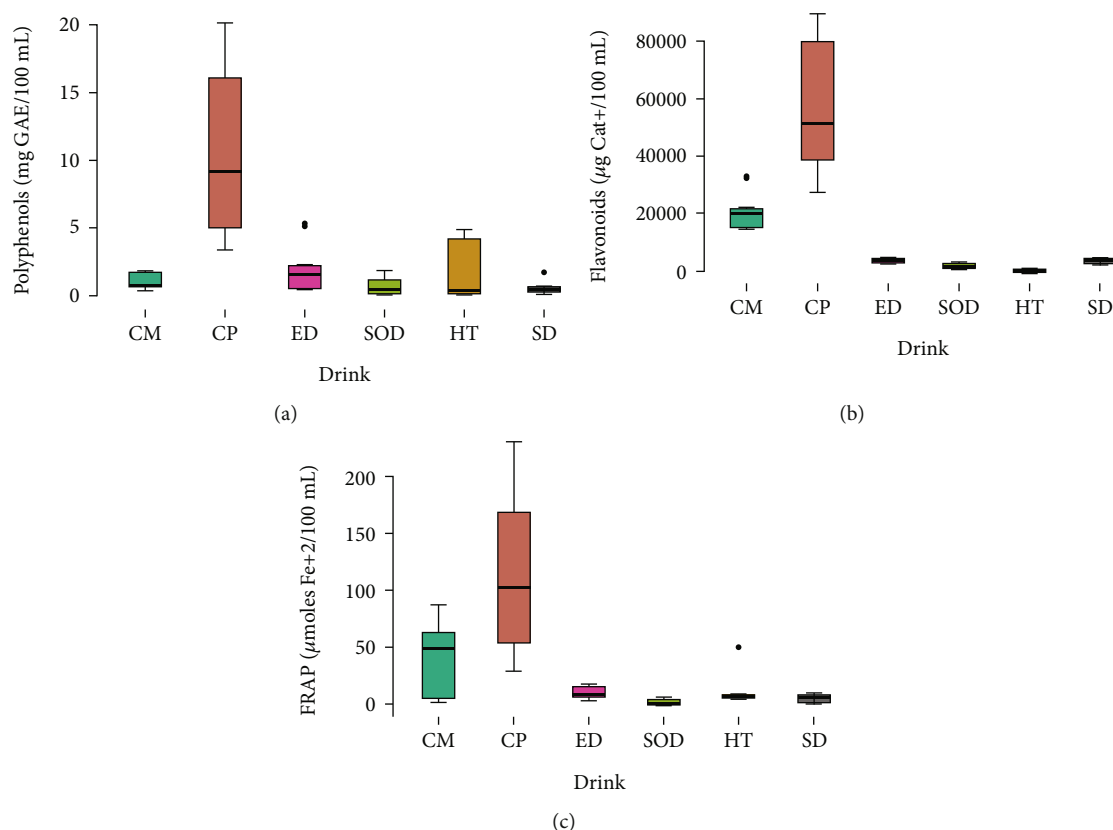 Polyphenols (mg GAE/100 mL)
20
15
10
5
0
CM CP ED SOD HT SD
Drink
(a)
Flavonoids (µg Cat+/100 mL)
80000
60000
40000
20000
0
CM CP ED SOD HT SD
Drink
(b)
FRAP (µmoles Fe+2/100 mL)
200
150
100
50
0
CM CP ED SOD HT SD
Drink
(c)